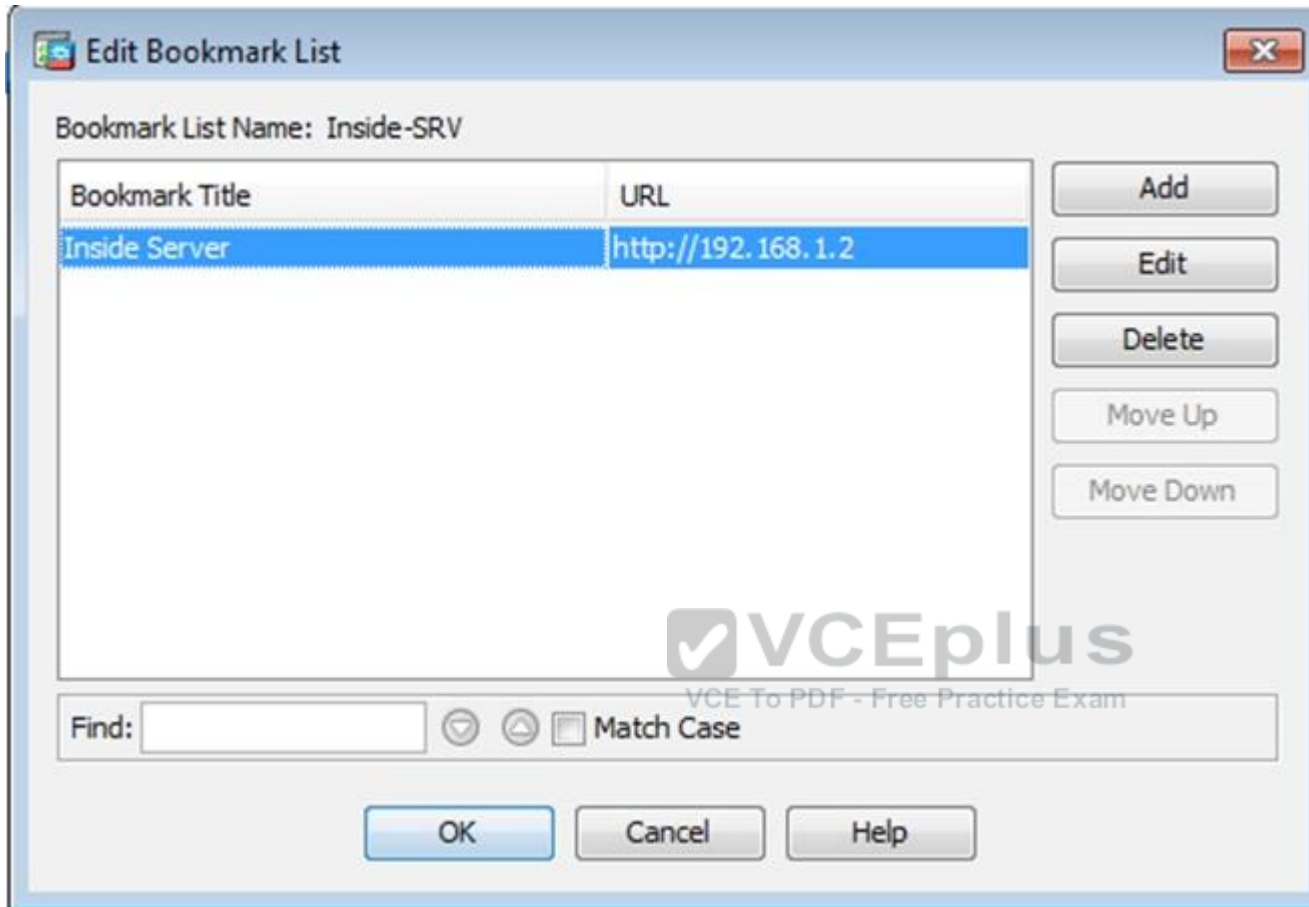 Edit Bookmark List
Bookmark List Name: Inside-SRV
Bookmark Title URL
Inside Server http://192.168.1.2
Add
Edit
Delete
Move Up
Move Down
VCEplus
VCE To PDF - Free Practice Exam
Find: Match Case
OK Cancel Help